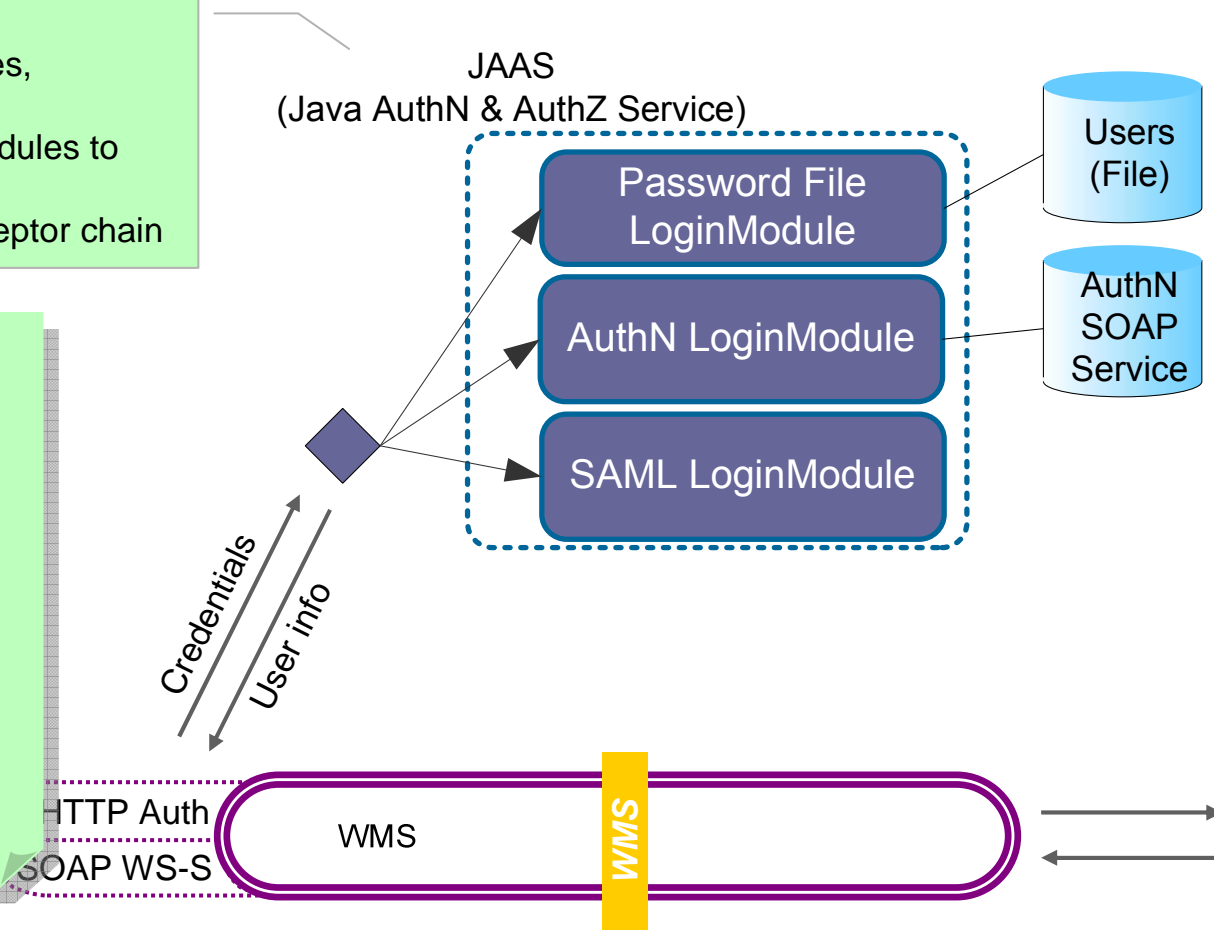 es,
dules to
eptor chain
JAAS
(Java AuthN & AuthZ Service)
Password File
LoginModule
AuthN LoginModule
SAML LoginModule
Users
(File)
AuthN
SOAP
Service
Credentials
User info
HTTP Auth
SOAP WS-S
WMS
WMS